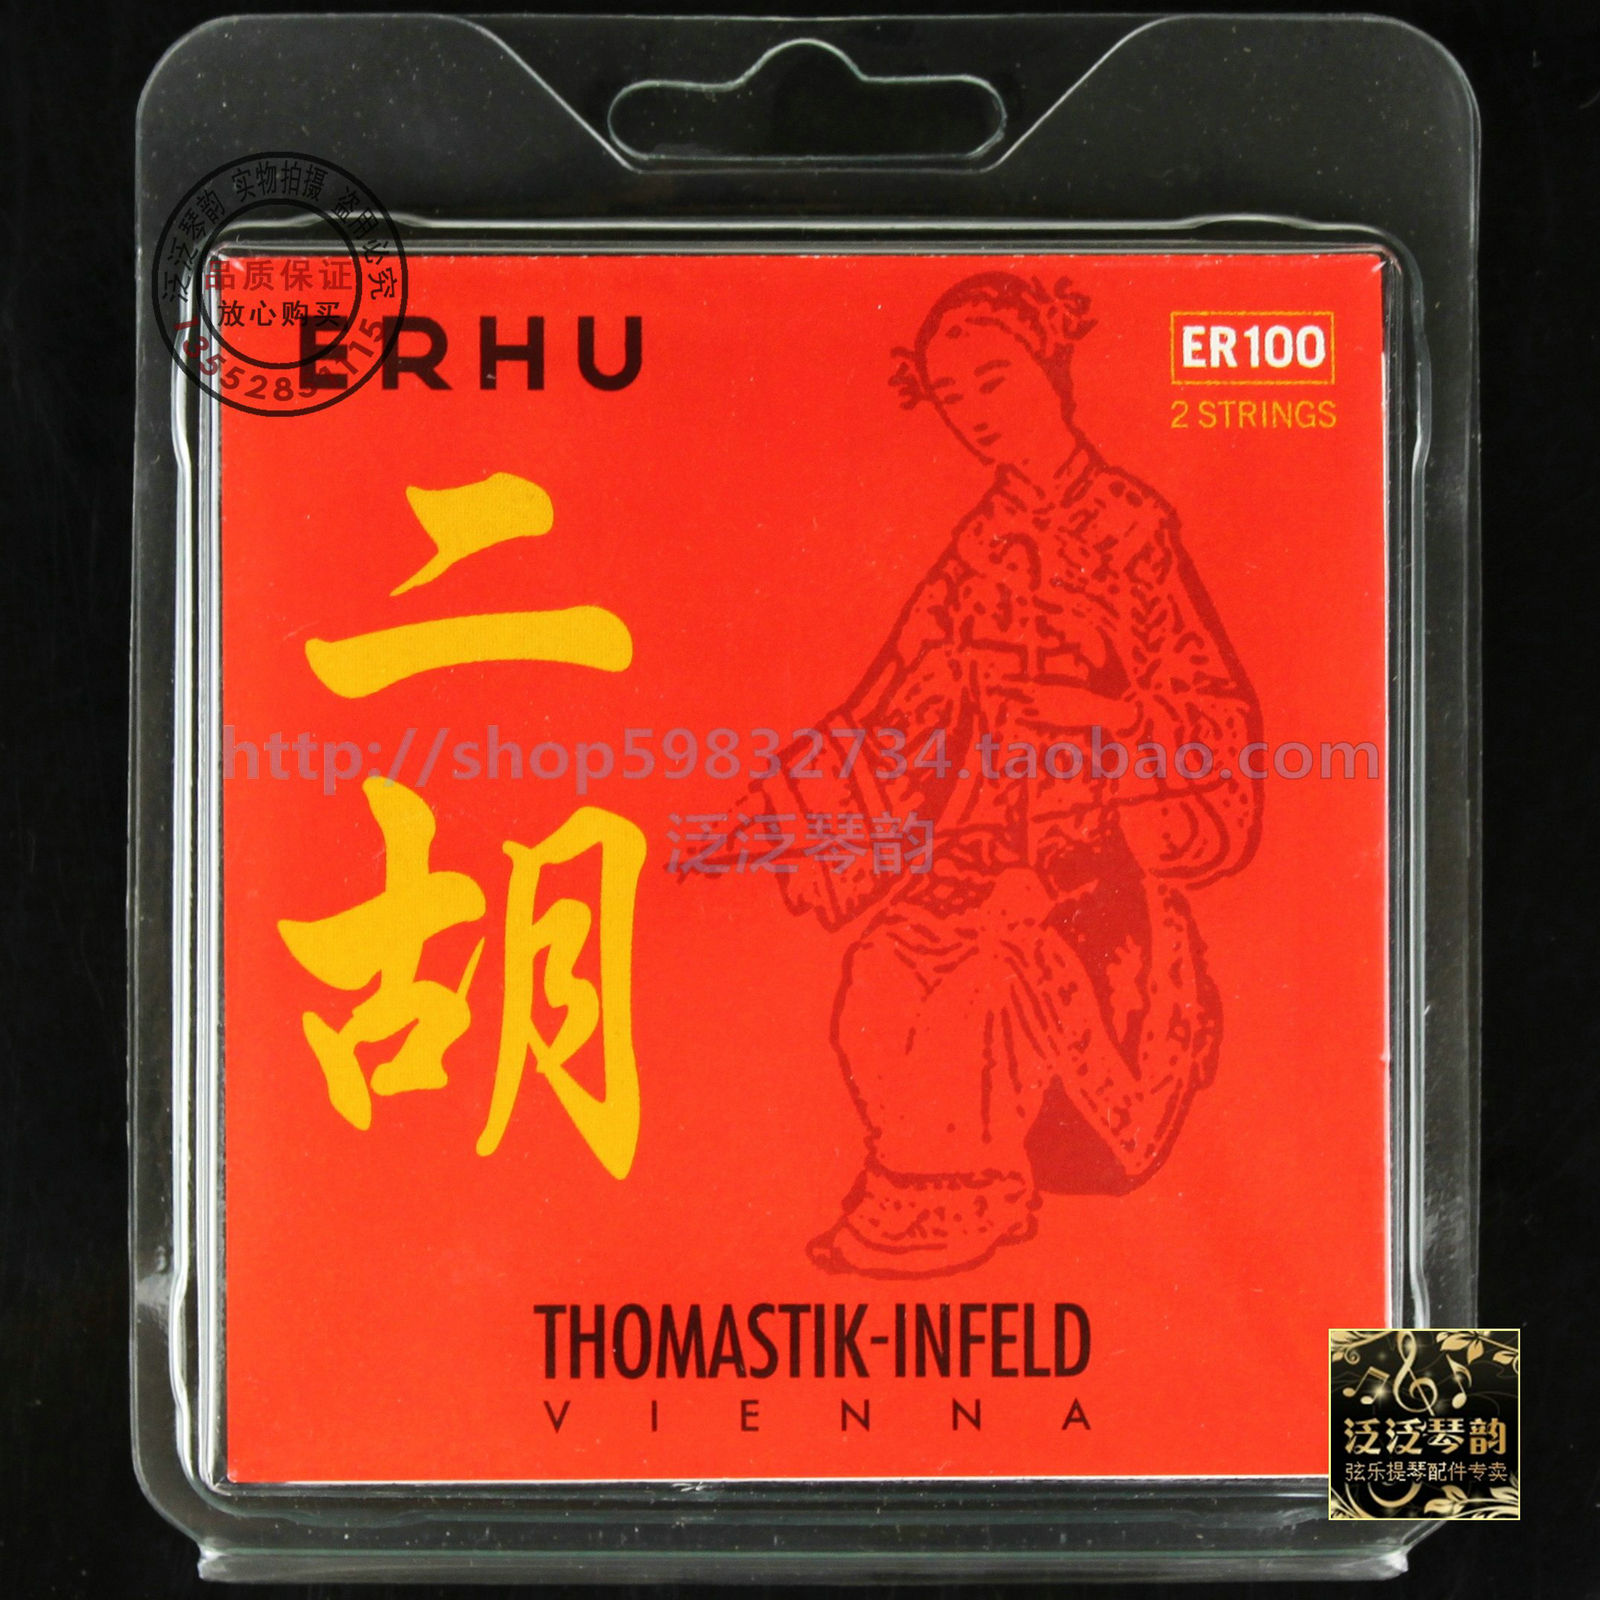 泛泛琴韵 实物拍摄 盗用必究
品质保证
放心购买
ERHU
ER100
2 STRINGS
二
胡
http://shop59832734.taobao.com
泛泛琴韵
THOMASTIK-INFELD
VIENNA
泛泛琴韵
弦乐提琴配件专卖